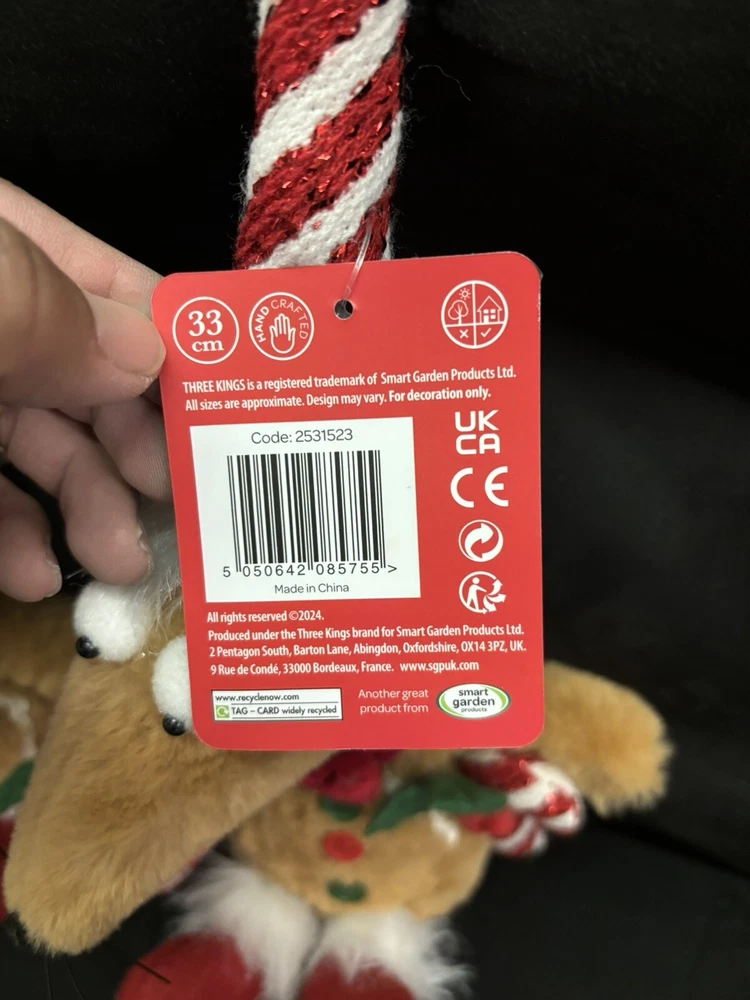 33
cm
HAND CRAFTED
THREE KINGS is a registered trademark of Smart Garden Products Ltd.
All sizes are approximate. Design may vary. For decoration only.
Code: 2531523
UK
CA
CE
5 050642 085755 >
Made in China
All rights reserved ©2024.
Produced under the Three Kings brand for Smart Garden Products Ltd.
2 Pentagon South, Barton Lane, Abingdon, Oxfordshire, OX14 3PZ, UK.
9 Rue de Condé, 33000 Bordeaux, France. www.sgpuk.com
www.recyclenow.com
TAG – CARD widely recycled
Another great
product from
smart
garden
products